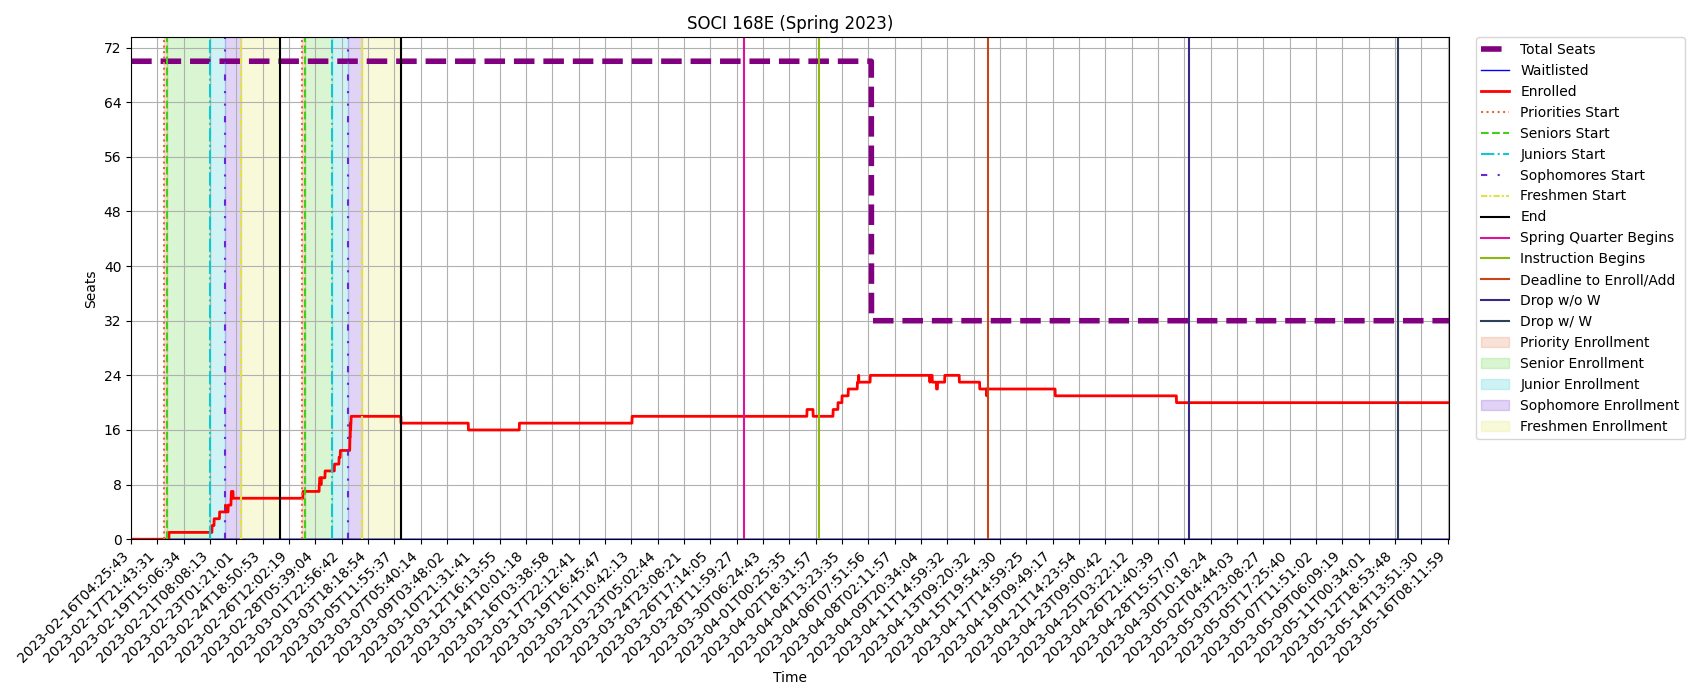 SOCI 168E (Spring 2023)
Seats
72
64
56
48
40
32
24
16
8
0
2023-02-16T04:25:43
2023-02-17T21:43:31
2023-02-19T15:06:34
2023-02-21T08:08:13
2023-02-23T01:21:01
2023-02-24T18:50:53
2023-02-26T12:02:19
2023-02-28T05:39:04
2023-03-01T22:56:42
2023-03-03T18:18:54
2023-03-05T11:55:37
2023-03-07T05:40:14
2023-03-09T03:48:02
2023-03-12T16:21:31:41
2023-03-12T16:13:55
2023-03-14T10:01:18
2023-03-16T03:38:58
2023-03-17T22:12:41
2023-03-19T16:45:47
2023-03-21T10:42:13
2023-03-23T05:02:44
2023-03-24T23:08:21
2023-03-26T17:14:05
2023-03-28T11:59:27
2023-03-30T06:24:43
2023-04-01T00:25:35
2023-04-02T18:31:57
2023-04-04T13:23:35
2023-04-06T07:51:56
2023-04-08T02:11:57
2023-04-09T20:34:04
2023-04-11T14:59:32
2023-04-13T09:20:32
2023-04-15T19:54:30
2023-04-17T14:59:25
2023-04-19T09:49:17
2023-04-21T14:23:54
2023-04-23T09:00:42
2023-04-25T03:22:12
2023-04-26T21:40:39
2023-04-28T15:57:07
2023-04-30T10:18:24
2023-05-02T04:44:03
2023-05-03T23:08:27
2023-05-05T17:25:40
2023-05-07T11:51:02
2023-05-09T06:09:19
2023-05-11T00:34:01
2023-05-12T18:53:48
2023-05-14T13:51:30
2023-05-16T08:11:59
Time
Total Seats
Waitlisted
Enrolled
Priorities Start
Seniors Start
Juniors Start
Sophomores Start
Freshmen Start
End
Spring Quarter Begins
Instruction Begins
Deadline to Enroll/Add
Drop w/o W
Drop w/ W
Priority Enrollment
Senior Enrollment
Junior Enrollment
Sophomore Enrollment
Freshmen Enrollment